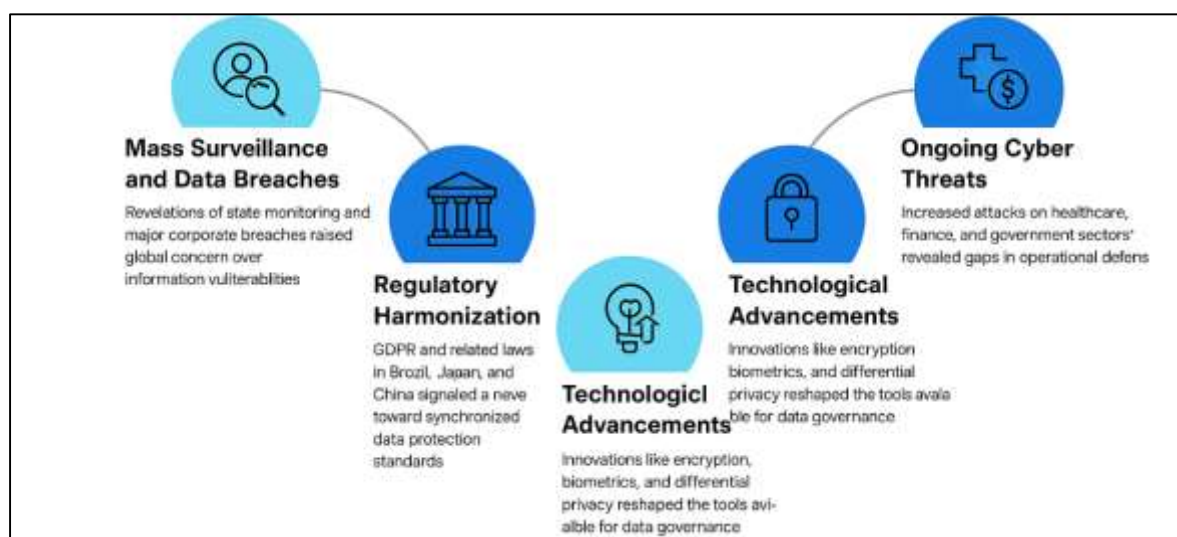 Mass Surveillance
and Data Breaches
Revelations of state monitoring and
major corporate breaches raised
global concern over
information vuliterablities
Regulatory
Harmonization
GDPR and related laws
in Brozil, Jaᴘan, and
China signaled a neve
toward synchronized
data protection
standards
Technologicl
Advancements
Innovations like encryption,
biometrics, and differential
privacy reshaped the tools avi-
alble for data governance
Technological
Advancements
Innovations like encryption
biometrics, and differential
privacy reshaped the tools avala
ble for data governance
Ongoing Cyber
Threats
Increased attacks on healthcare,
finance, and government sectors'
revealed gaps in operational defens
$